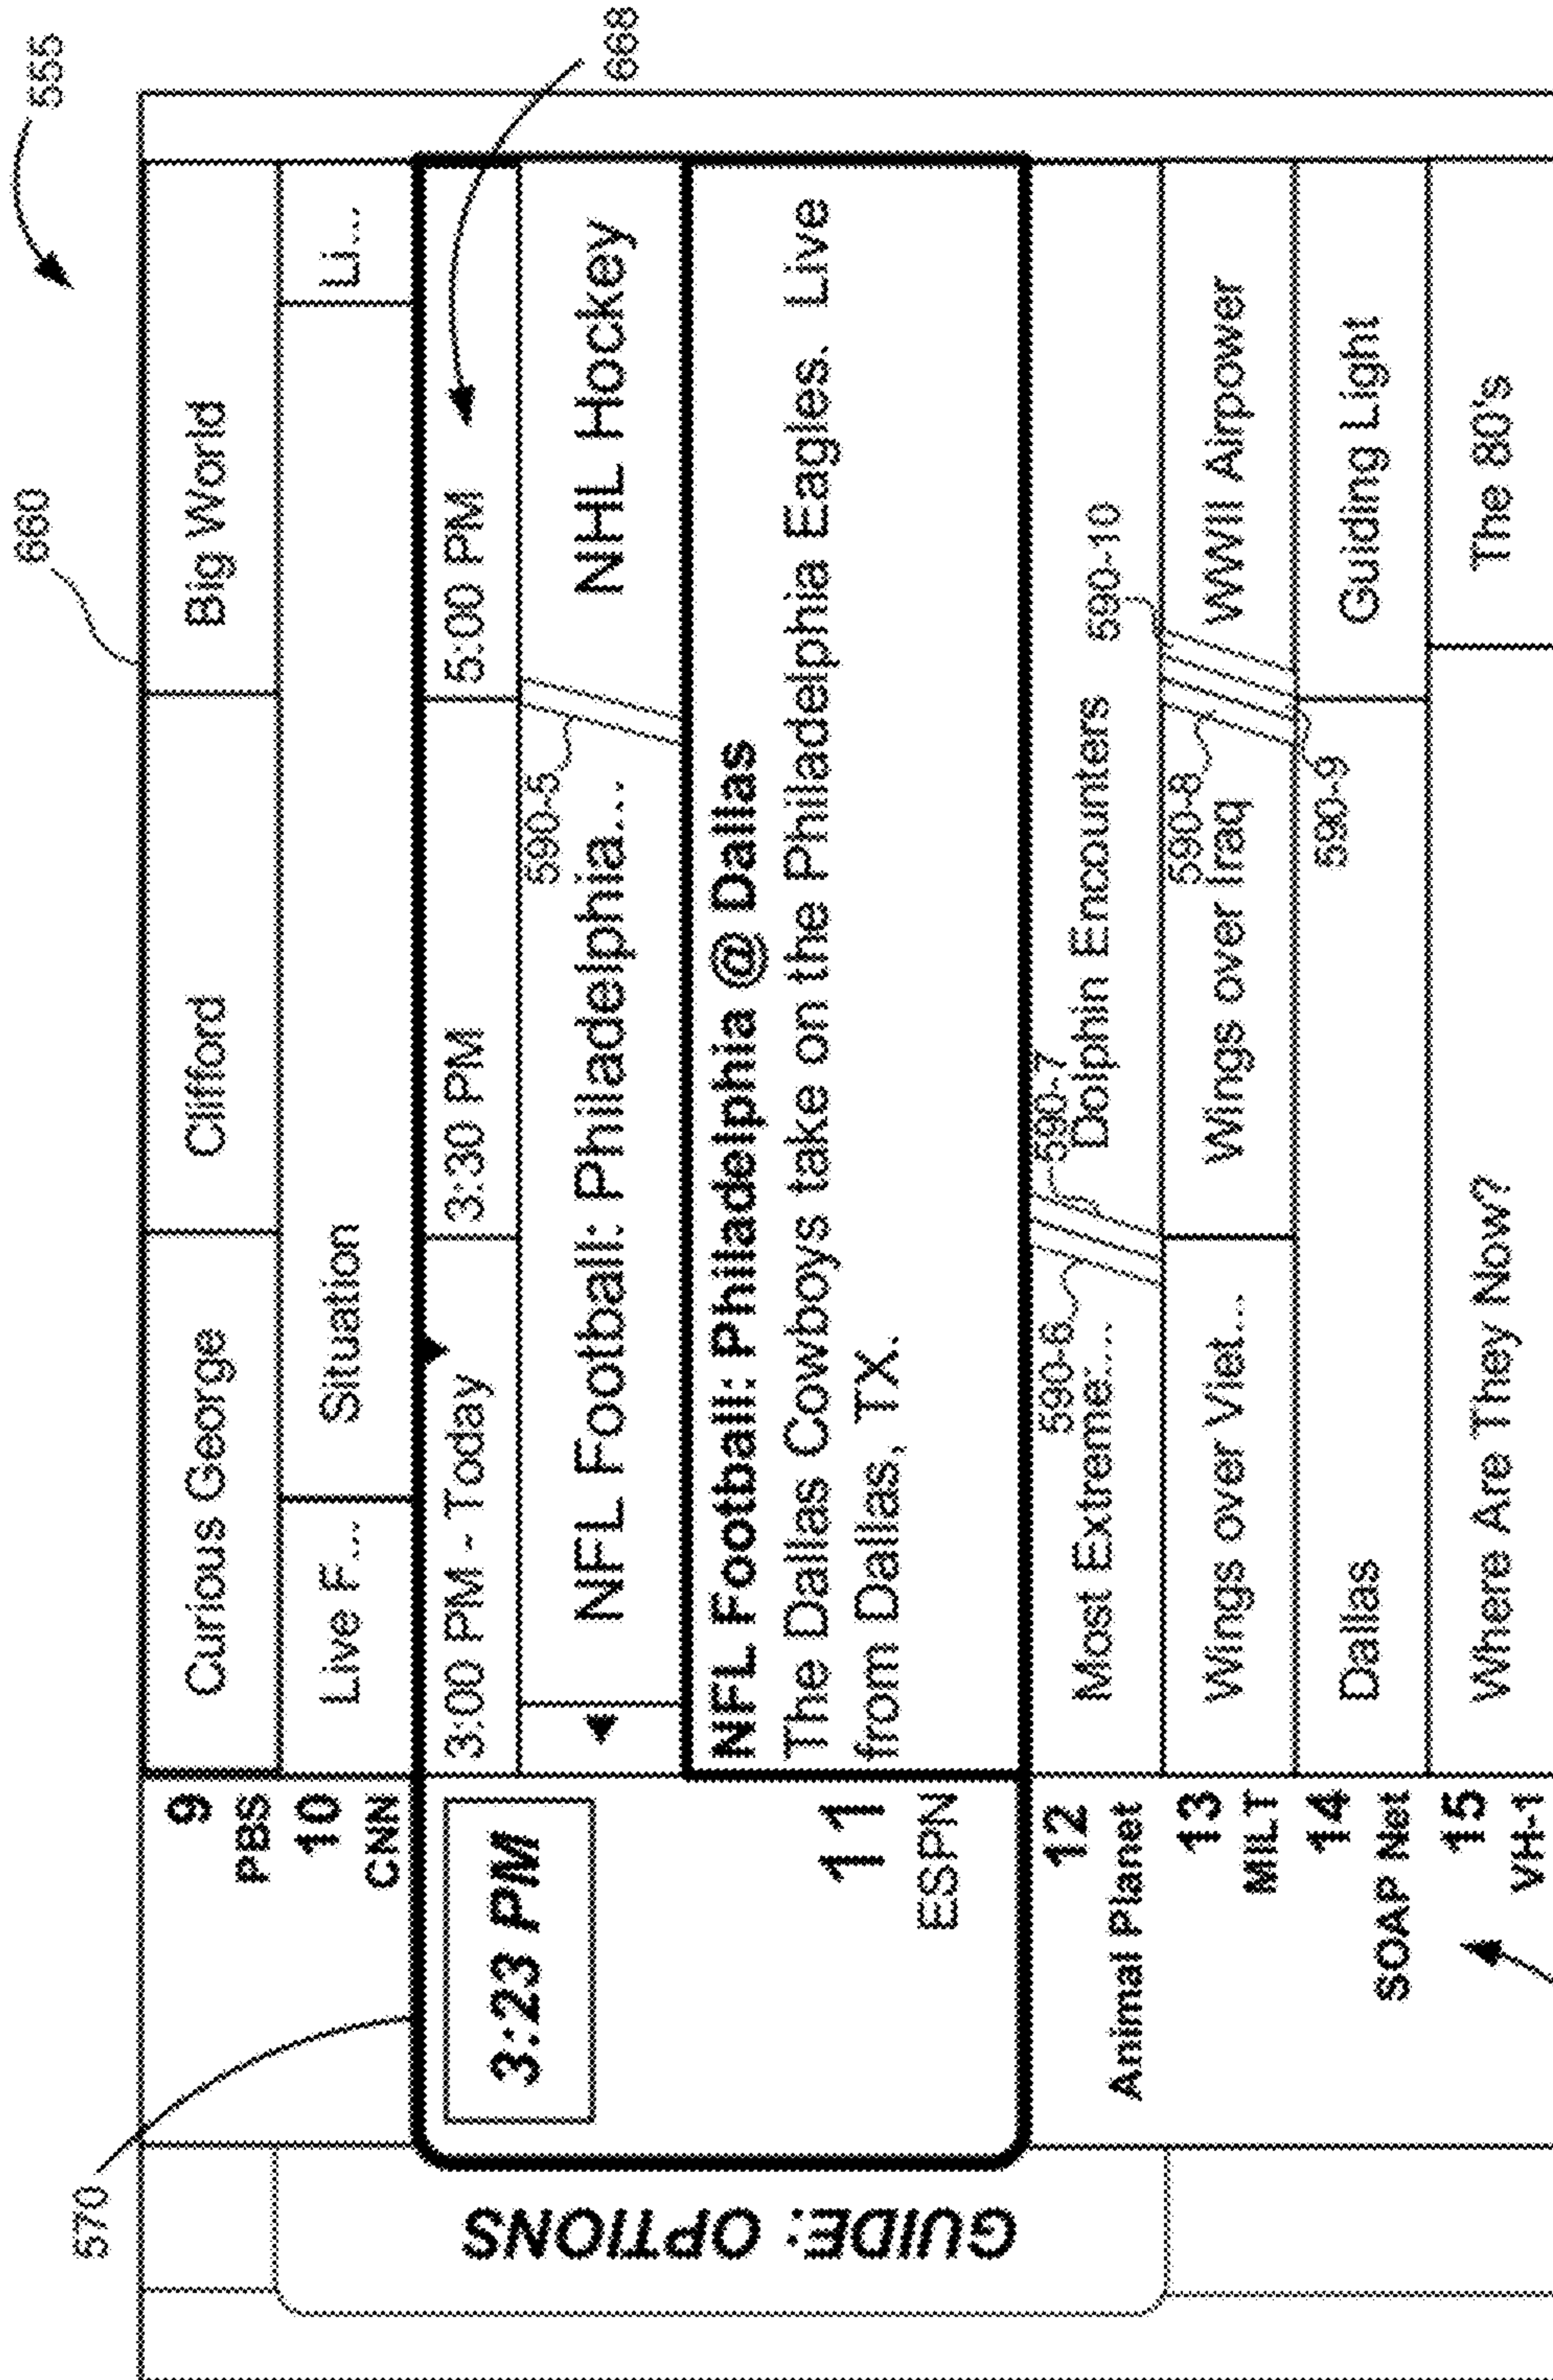 555
660
668
570
9 Curious George Clifford Big World
PBS
10 Live F... Situation Li...
CNN
3:23 PM 3:00 PM - Today 3:30 PM 5:00 PM
NFL Football: Philadelphia... NHL Hockey
590-5
11
ESPN
NFL Football: Philadelphia @ Dallas
The Dallas Cowboys take on the Philadelphia Eagles. Live
from Dallas, TX.
GUIDE: OPTIONS
590-6
590-7
590-10
12 Most Extreme:... Dolphin Encounters
Animal Planet
590-8
13 Wings over Viet... Wings over Iraq WWII Airpower
MILT
590-9
14 Dallas Guiding Light
SOAP Net
15 Where Are They Now? The 80's
VH-1